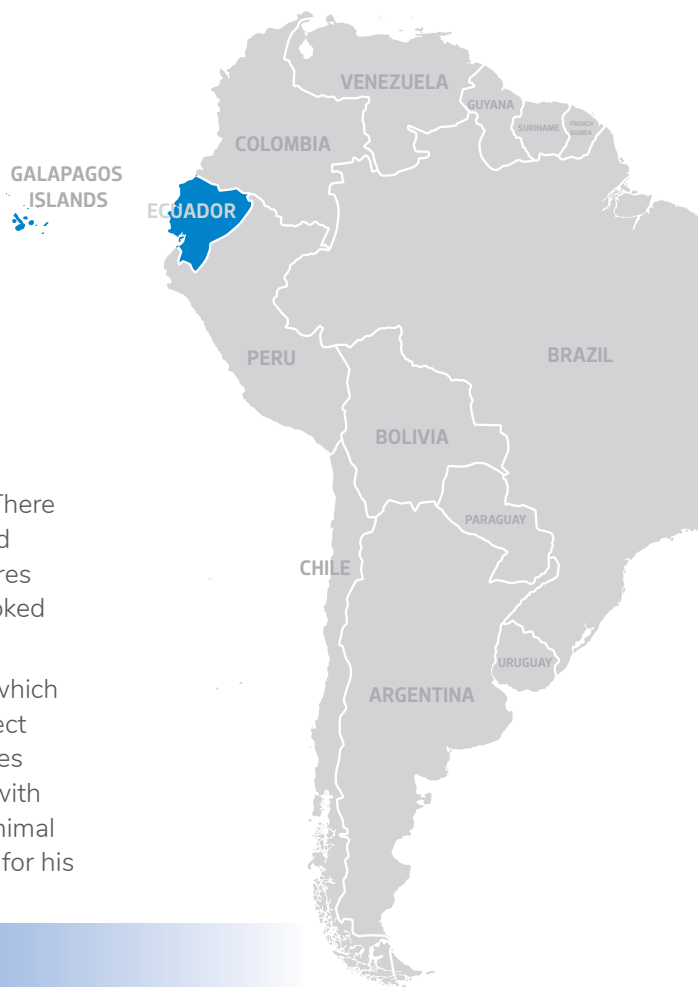 VENEZUELA
GUYANA
SURINAME
FRENCH
GUINEA
COLOMBIA
GALAPAGOS
ISLANDS
ECUADOR
PERU
BRAZIL
BOLIVIA
PARAGUAY
CHILE
URUGUAY
ARGENTINA
There
d
res
oked
which
ect
es
with
nimal
for his